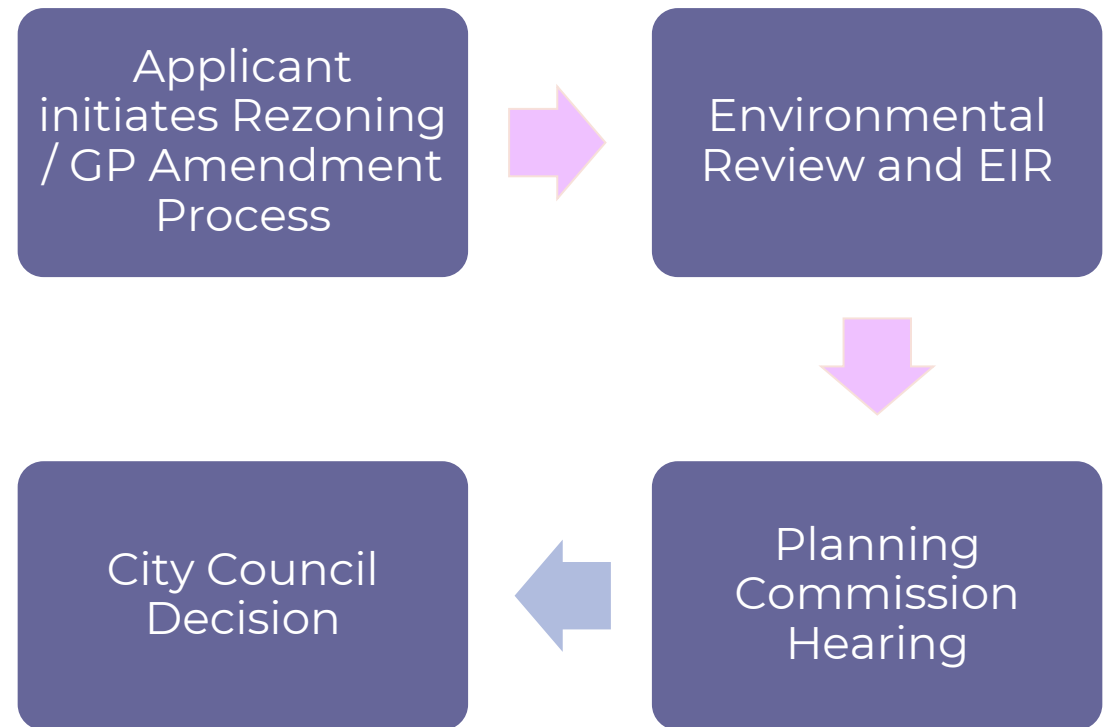 Applicant
initiates Rezoning
/ GP Amendment
Process
Environmental
Review and EIR
Planning
Commission
Hearing
City Council
Decision